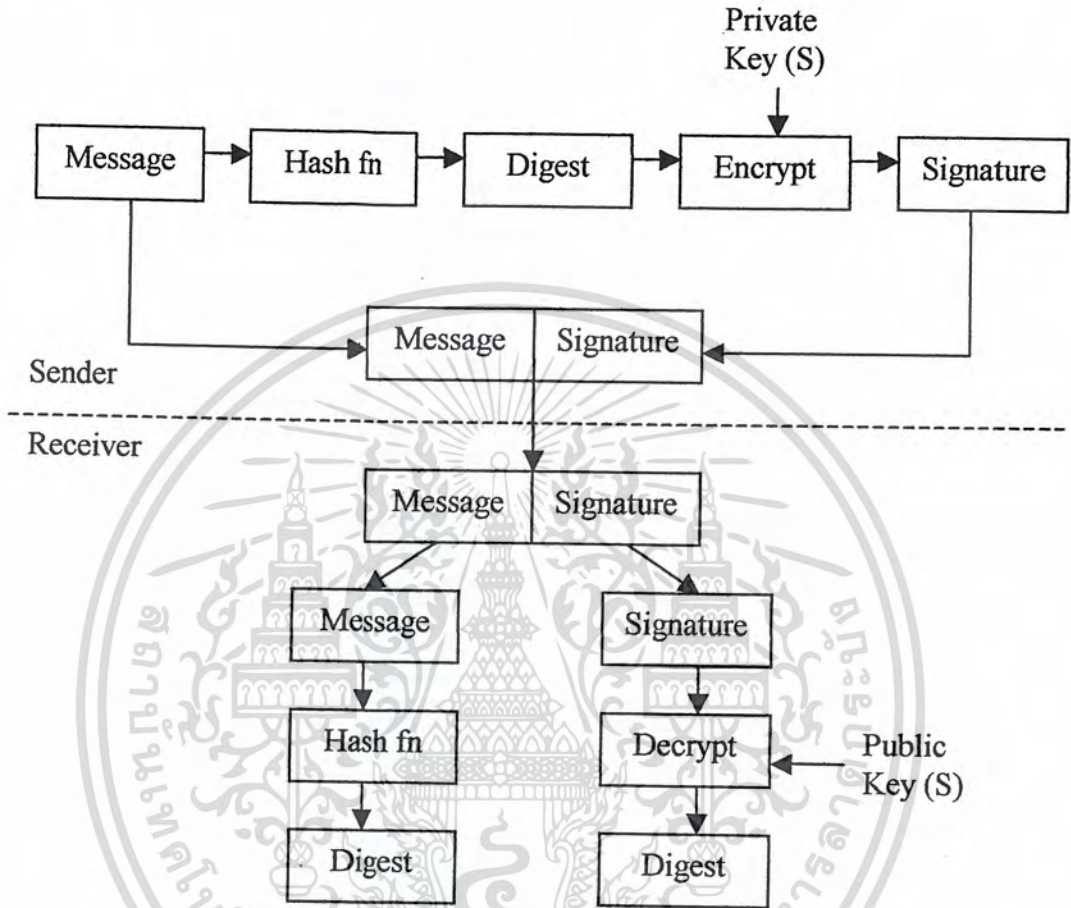 Private
Key (S)
Message
Hash fn
Digest
Encrypt
Signature
Message
Signature
Sender
Receiver
Message
Signature
Message
Signature
Hash fn
Decrypt
Public
Key (S)
Digest
Digest